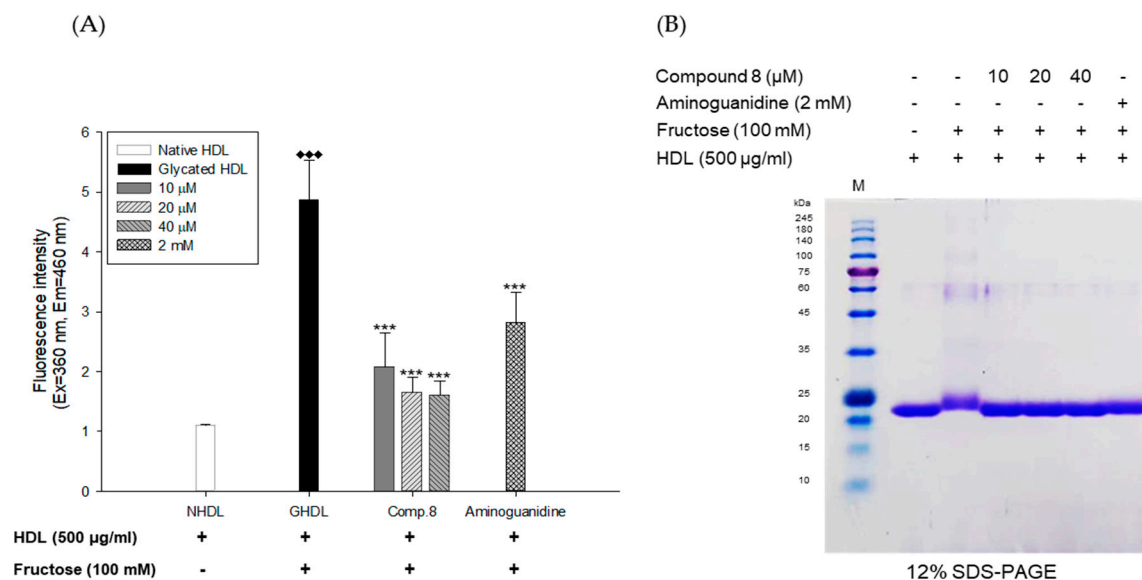 (A)
Fluorescence intensity
(Ex=360 nm, Em=460 nm)
6
5
4
3
2
1
0
Native HDL
Glycated HDL
10 μM
20 μM
40 μM
2 mM
♦♦♦
***
***
***
***
NHDL GHDL Comp.8 Aminoguanidine
HDL (500 μg/ml) + + + +
Fructose (100 mM) - + + +
(B)
Compound 8 (μM) - - 10 20 40 -
Aminoguanidine (2 mM) - - - - - +
Fructose (100 mM) - + + + + +
HDL (500 μg/ml) + + + + + +
M
kDa
245
180
140
100
75
60
45
35
25
20
15
10
12% SDS-PAGE